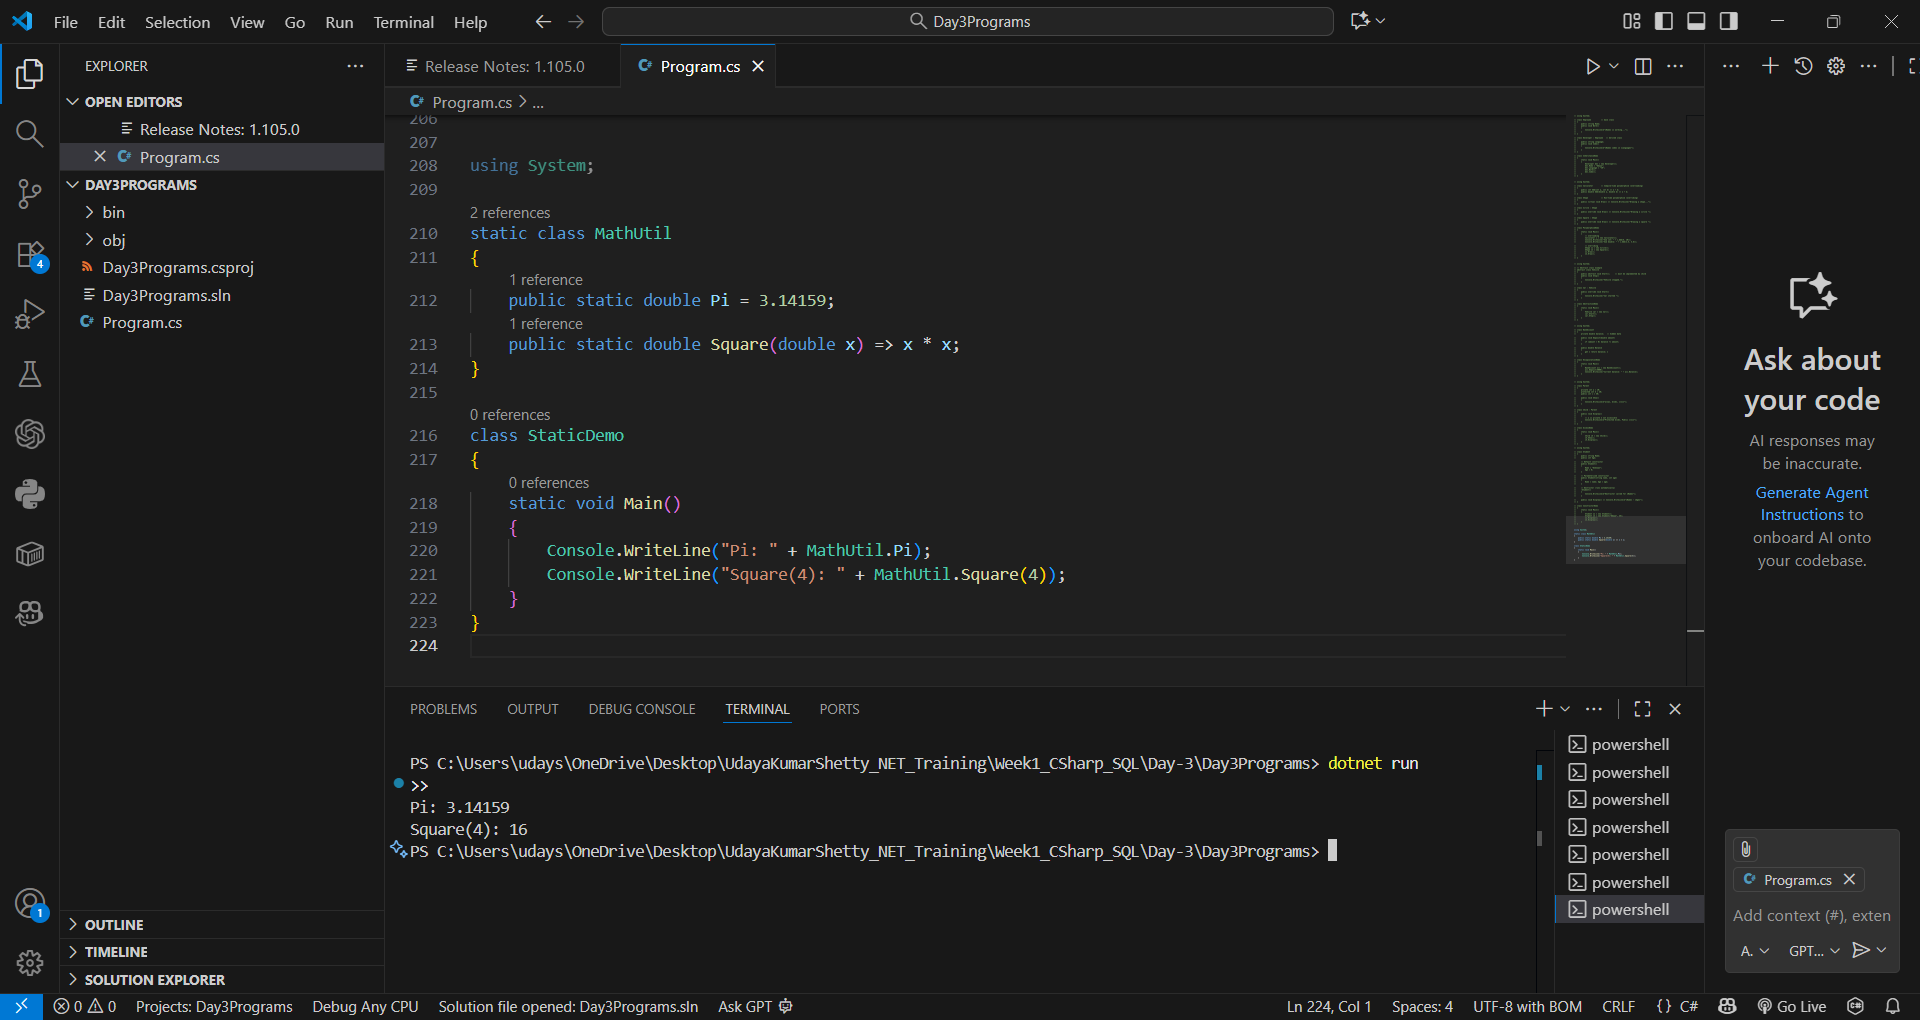 File Edit Selection View Go Run Terminal Help
Day3Programs
EXPLORER
OPEN EDITORS
Release Notes: 1.105.0
Program.cs
DAY3PROGRAMS
bin
obj
Day3Programs.csproj
Day3Programs.sln
Program.cs
OUTLINE
TIMELINE
SOLUTION EXPLORER
4
1
Release Notes: 1.105.0
Program.cs
Program.cs > ...
206
207
208 using System;
209
2 references
210 static class MathUtil
211 {
1 reference
212 public static double Pi = 3.14159;
1 reference
213 public static double Square(double x) => x * x;
214 }
215
0 references
216 class StaticDemo
217 {
0 references
218 static void Main()
219 {
220 Console.WriteLine("Pi: " + MathUtil.Pi);
221 Console.WriteLine("Square(4): " + MathUtil.Square(4));
222 }
223 }
224
PROBLEMS OUTPUT DEBUG CONSOLE TERMINAL PORTS
PS C:\Users\udays\OneDrive\Desktop\UdayaKumarShetty_NET_Training\Week1_CSharp_SQL\Day-3\Day3Programs> dotnet run
>>
Pi: 3.14159
Square(4): 16
PS C:\Users\udays\OneDrive\Desktop\UdayaKumarShetty_NET_Training\Week1_CSharp_SQL\Day-3\Day3Programs>
powershell
powershell
powershell
powershell
powershell
powershell
powershell
Ask about
your code
AI responses may
be inaccurate.
Generate Agent
Instructions to
onboard AI onto
your codebase.
Program.cs
Add context (#), exten
A. GPT...
0 0 Projects: Day3Programs Debug Any CPU Solution file opened: Day3Programs.sln Ask GPT Ln 224, Col 1 Spaces: 4 UTF-8 with BOM CRLF {} C# Go Live